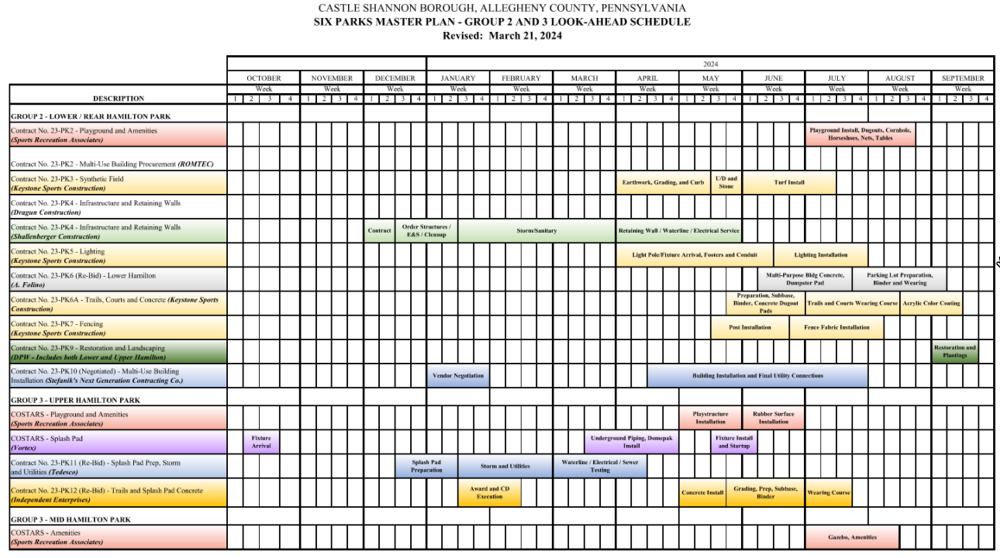 CASTLE SHANNON BOROUGH, ALLEGHENY COUNTY, PENNSYLVANIA
SIX PARKS MASTER PLAN - GROUP 2 AND 3 LOOK-AHEAD SCHEDULE
Revised: March 21, 2024
2024
OCTOBER NOVEMBER DECEMBER JANUARY FEBRUARY MARCH APRIL MAY JUNE JULY AUGUST SEPTEMBER
Week Week Week Week Week Week Week Week Week Week Week Week
DESCRIPTION 1 2 3 4 1 2 3 4 1 2 3 4 1 2 3 4 1 2 3 4 1 2 3 4 1 2 3 4 1 2 3 4 1 2 3 4 1 2 3 4 1 2 3 4 1 2 3 4
GROUP 2 - LOWER / REAR HAMILTON PARK
Contract No. 23-PK2 - Playground and Amenities
(Sports Recreation Associates)
Playground Install, Dugouts, Cornhole,
Horseshoes, Nets, Tables
Contract No. 23-PK2 - Multi-Use Building Procurement (ROMTEC)
Contract No. 23-PK3 - Synthetic Field
(Keystone Sports Construction)
Earthwork, Grading, and Curb
U/D and
Stone
Turf Install
Contract No. 23-PK4 - Infrastructure and Retaining Walls
(Dragun Construction)
Contract No. 23-PK4 - Infrastructure and Retaining Walls
(Shallenberger Construction)
Contract
Order Structures /
E&S / Cleanup
Storm/Sanitary
Retaining Wall / Waterline / Electrical Service
Contract No. 23-PK5 - Lighting
(Keystone Sports Construction)
Light Pole/Fixture Arrival, Footers and Conduit
Lighting Installation
Contract No. 23-PK6 (Re-Bid) - Lower Hamilton
(A. Folino)
Multi-Purpose Bldg Concrete,
Dumpster Pad
Parking Lot Preparation,
Binder and Wearing
Contract No. 23-PK6A - Trails, Courts and Concrete (Keystone Sports
Construction)
Preparation, Subbase,
Binder, Concrete Dugout
Pads
Trails and Courts Wearing Course
Acrylic Color Coating
Contract No. 23-PK7 - Fencing
(Keystone Sports Construction)
Post Installation
Fence Fabric Installation
Contract No. 23-PK9 - Restoration and Landscaping
(DPW - Includes both Lower and Upper Hamilton)
Restoration and
Plantings
Contract No. 23-PK10 (Negotiated) - Multi-Use Building
Installation (Stefanik's Next Generation Contracting Co.)
Vendor Negotiation
Building Installation and Final Utility Connections
GROUP 3 - UPPER HAMILTON PARK
COSTARS - Playground and Amenities
(Sports Recreation Associates)
Playstructure
Installation
Rubber Surface
Installation
COSTARS - Splash Pad
(Vortex)
Fixture
Arrival
Underground Piping, Domepak
Install
Fixture Install
and Startup
Contract No. 23-PK11 (Re-Bid) - Splash Pad Prep, Storm
and Utilities (Tedesco)
Splash Pad
Preparation
Storm and Utilities
Waterline / Electrical / Sewer
Testing
Contract No. 23-PK12 (Re-Bid) - Trails and Splash Pad Concrete
(Independent Enterprises)
Award and CD
Execution
Concrete Install
Grading, Prep, Subbase,
Binder
Wearing Course
GROUP 3 - MID HAMILTON PARK
COSTARS - Amenities
(Sports Recreation Associates)
Gazebo, Amenities